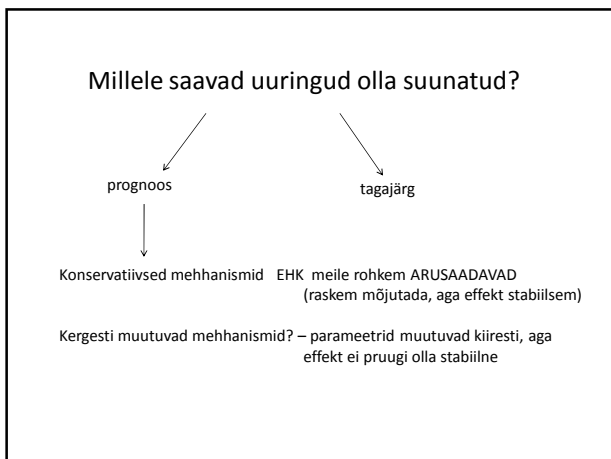 Millele saavad uuringud olla suunatud?
prognoos
tagajärg
Konservatiivsed mehhanismid EHK meile rohkem ARUSAADAVAD
(raskem mõjutada, aga effekt stabiilsem)
Kergesti muutuvad mehhanismid? – parameetrid muutuvad kiiresti, aga
effekt ei pruugi olla stabiilne